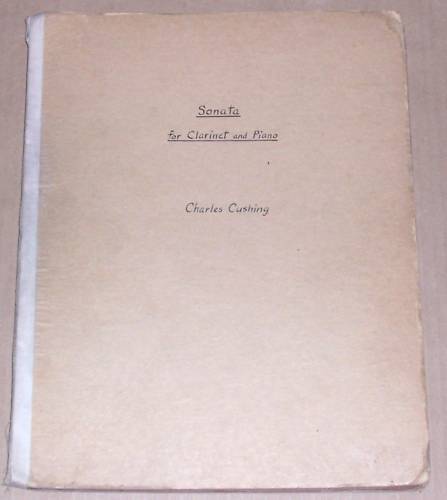 Sonata
for Clarinet and Piano
Charles Cushing